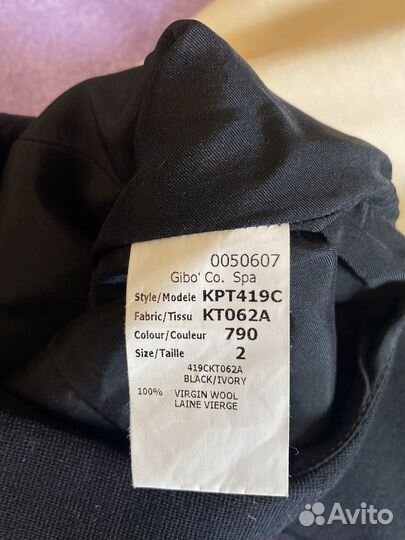 0050607
Gibo' Co. Spa
Style/Modele KPT419C
Fabric/Tissu KT062A
Colour/Couleur 790
Size/Taille 2
419CKT062A
BLACK/IVORY
100% VIRGIN WOOL
LAINE VIERGE
Avito